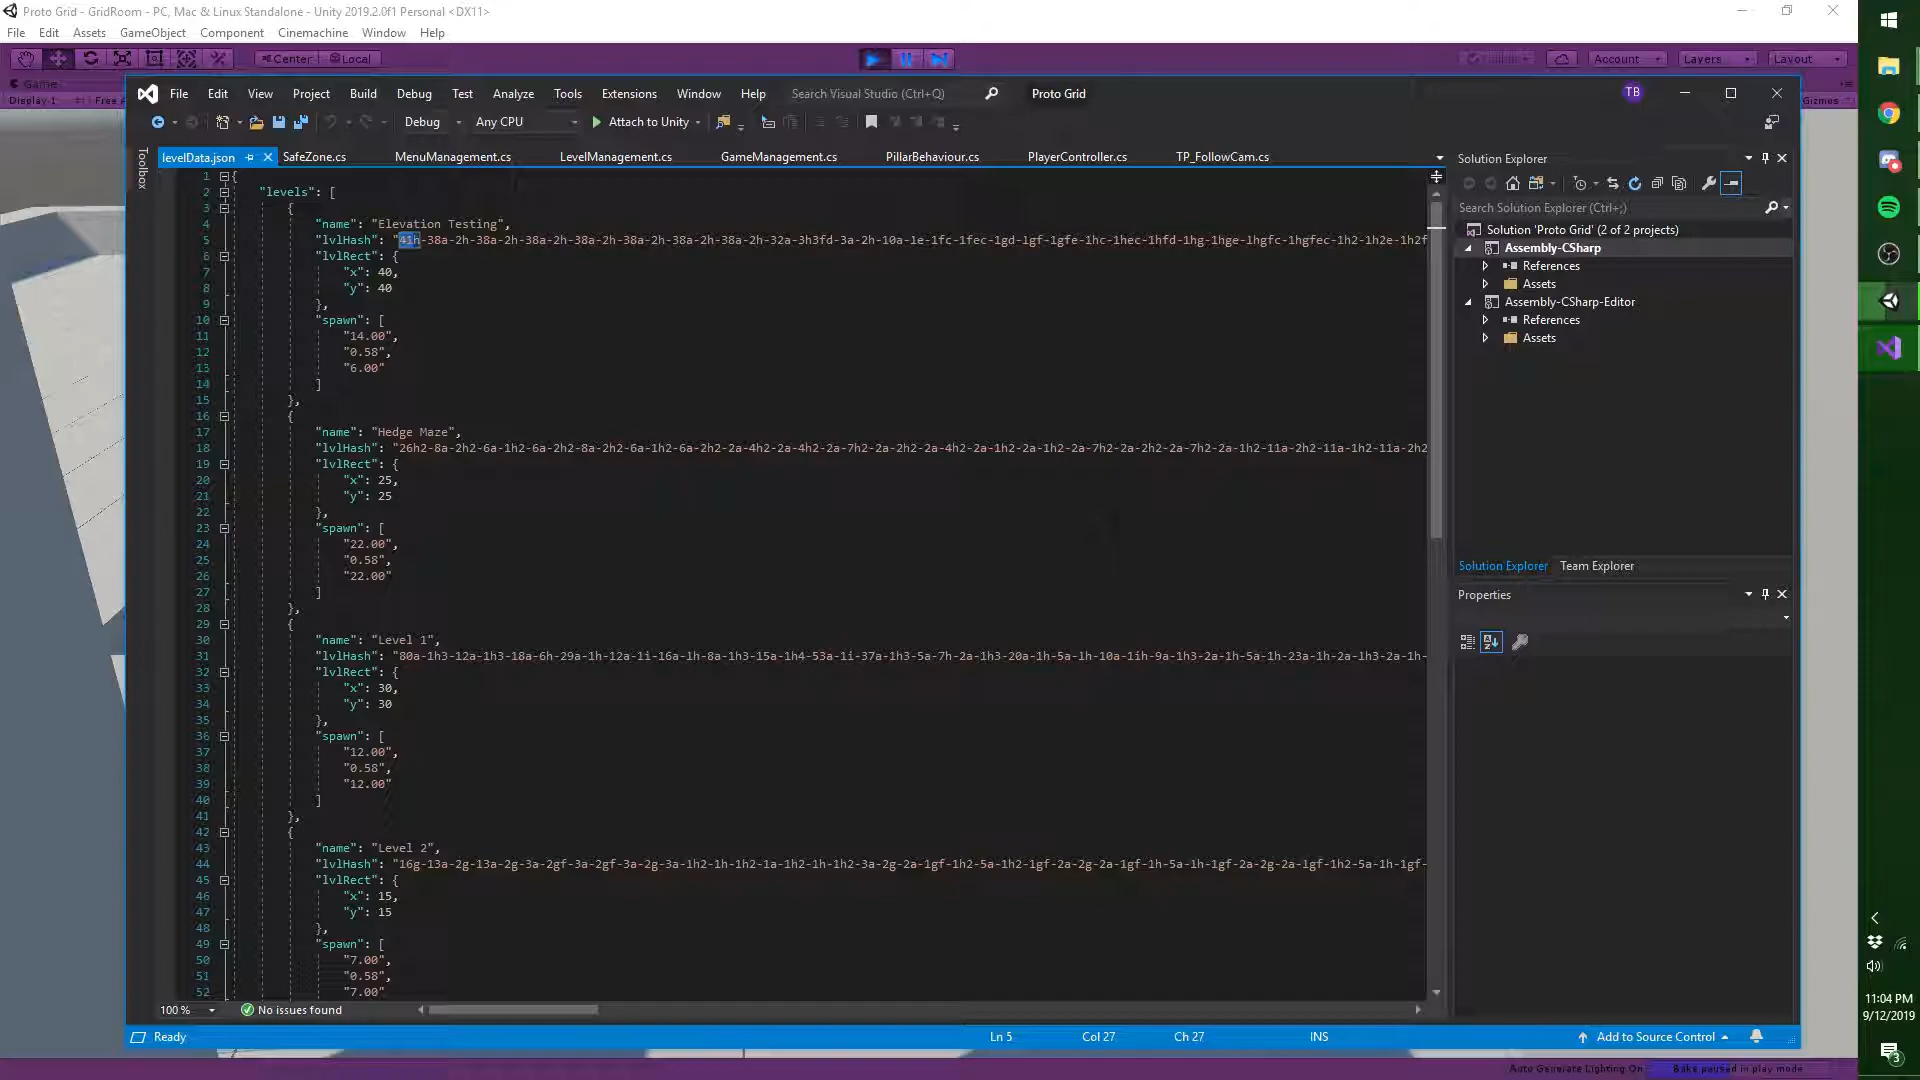 Proto Grid - GridRoom - PC, Mac & Linux Standalone - Unity 2019.2.0f1 Personal <DX11>
File Edit Assets GameObject Component Cinemachine Window Help
Center Local Account Layers Layout
Game
Display 1 Free A Gizmos
File Edit View Project Build Debug Test Analyze Tools Extensions Window Help Search Visual Studio (Ctrl+Q) Proto Grid TB
Debug Any CPU Attach to Unity
Toolbox
levelData.json SafeZone.cs MenuManagement.cs LevelManagement.cs GameManagement.cs PillarBehaviour.cs PlayerController.cs TP_FollowCam.cs
1 {
2 "levels": [
3 {
4 "name": "Elevation Testing",
5 "lvlHash": "41h-38a-2h-38a-2h-38a-2h-38a-2h-38a-2h-38a-2h-38a-2h-32a-3h3fd-3a-2h-10a-1e-1fc-1fec-1gd-1gf-1gfe-1hc-1hec-1hfd-1hg-1hge-1hgfc-1hgfec-1h2-1h2e-1h2f
6 "lvlRect": {
7 "x": 40,
8 "y": 40
9 },
10 "spawn": [
11 "14.00",
12 "0.58",
13 "6.00"
14 ]
15 },
16 {
17 "name": "Hedge Maze",
18 "lvlHash": "26h2-8a-2h2-6a-1h2-6a-2h2-8a-2h2-6a-1h2-6a-2h2-2a-4h2-2a-4h2-2a-7h2-2a-2h2-2a-4h2-2a-1h2-2a-1h2-2a-7h2-2a-2h2-2a-7h2-2a-1h2-11a-2h2-11a-1h2-11a-2h2
19 "lvlRect": {
20 "x": 25,
21 "y": 25
22 },
23 "spawn": [
24 "22.00",
25 "0.58",
26 "22.00"
27 ]
28 },
29 {
30 "name": "Level 1",
31 "lvlHash": "80a-1h3-12a-1h3-18a-6h-29a-1h-12a-1i-16a-1h-8a-1h3-15a-1h4-53a-1i-37a-1h3-5a-7h-2a-1h3-20a-1h-5a-1h-10a-1ih-9a-1h3-2a-1h-5a-1h-23a-1h-2a-1h3-2a-1h-
32 "lvlRect": {
33 "x": 30,
34 "y": 30
35 },
36 "spawn": [
37 "12.00",
38 "0.58",
39 "12.00"
40 ]
41 },
42 {
43 "name": "Level 2",
44 "lvlHash": "16g-13a-2g-13a-2g-3a-2gf-3a-2gf-3a-2g-3a-1h2-1h-1h2-1a-1h2-1h-1h2-3a-2g-2a-1gf-1h2-5a-1h2-1gf-2a-2g-2a-1gf-1h-5a-1h-1gf-2a-2g-2a-1gf-1h2-5a-1h-1gf-
45 "lvlRect": {
46 "x": 15,
47 "y": 15
48 },
49 "spawn": [
50 "7.00",
51 "0.58",
52 "7.00"
100 % No issues found
Ready Ln 5 Col 27 Ch 27 INS Add to Source Control
Solution Explorer
Search Solution Explorer (Ctrl+;)
Solution 'Proto Grid' (2 of 2 projects)
Assembly-CSharp
References
Assets
Assembly-CSharp-Editor
References
Assets
Solution Explorer Team Explorer
Properties
Auto Generate Lighting On Bake paused in play mode
11:04 PM
9/12/2019
3